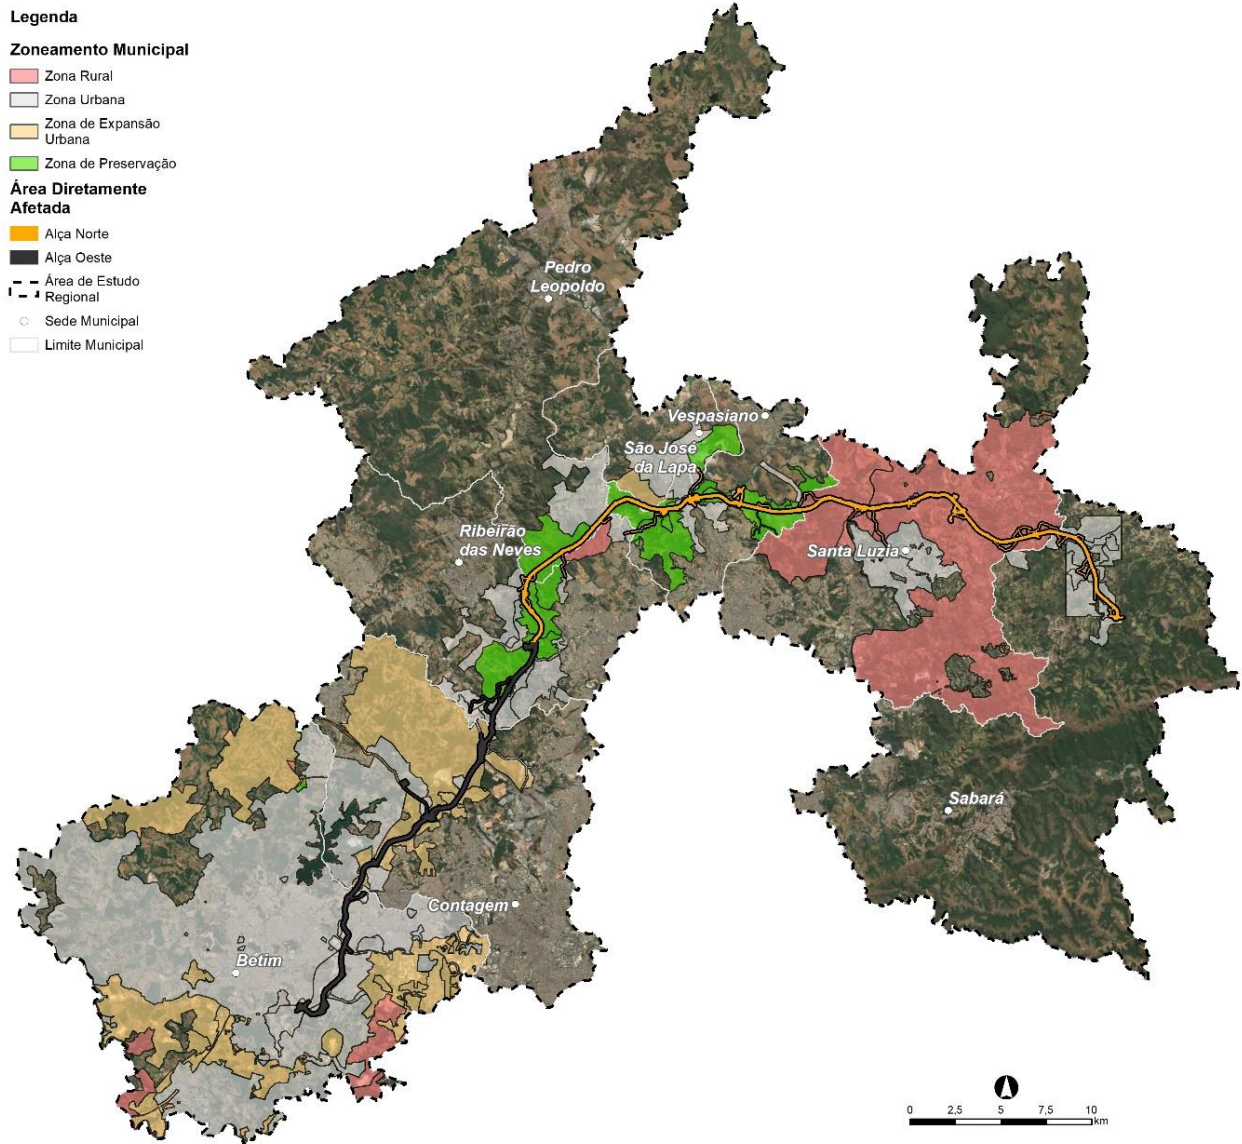 Legenda
Zoneamento Municipal
Zona Rural
Zona Urbana
Zona de Expansão
Urbana
Zona de Preservação
Área Diretamente
Afetada
Alça Norte
Alça Oeste
Área de Estudo
Regional
Sede Municipal
Limite Municipal
Pedro
Leopoldo
Vespasiano
São José
da Lapa
Ribeirão
das Neves
Santa Luzia
Sabará
Contagem
Betim
0 2,5 5 7,5 10
km